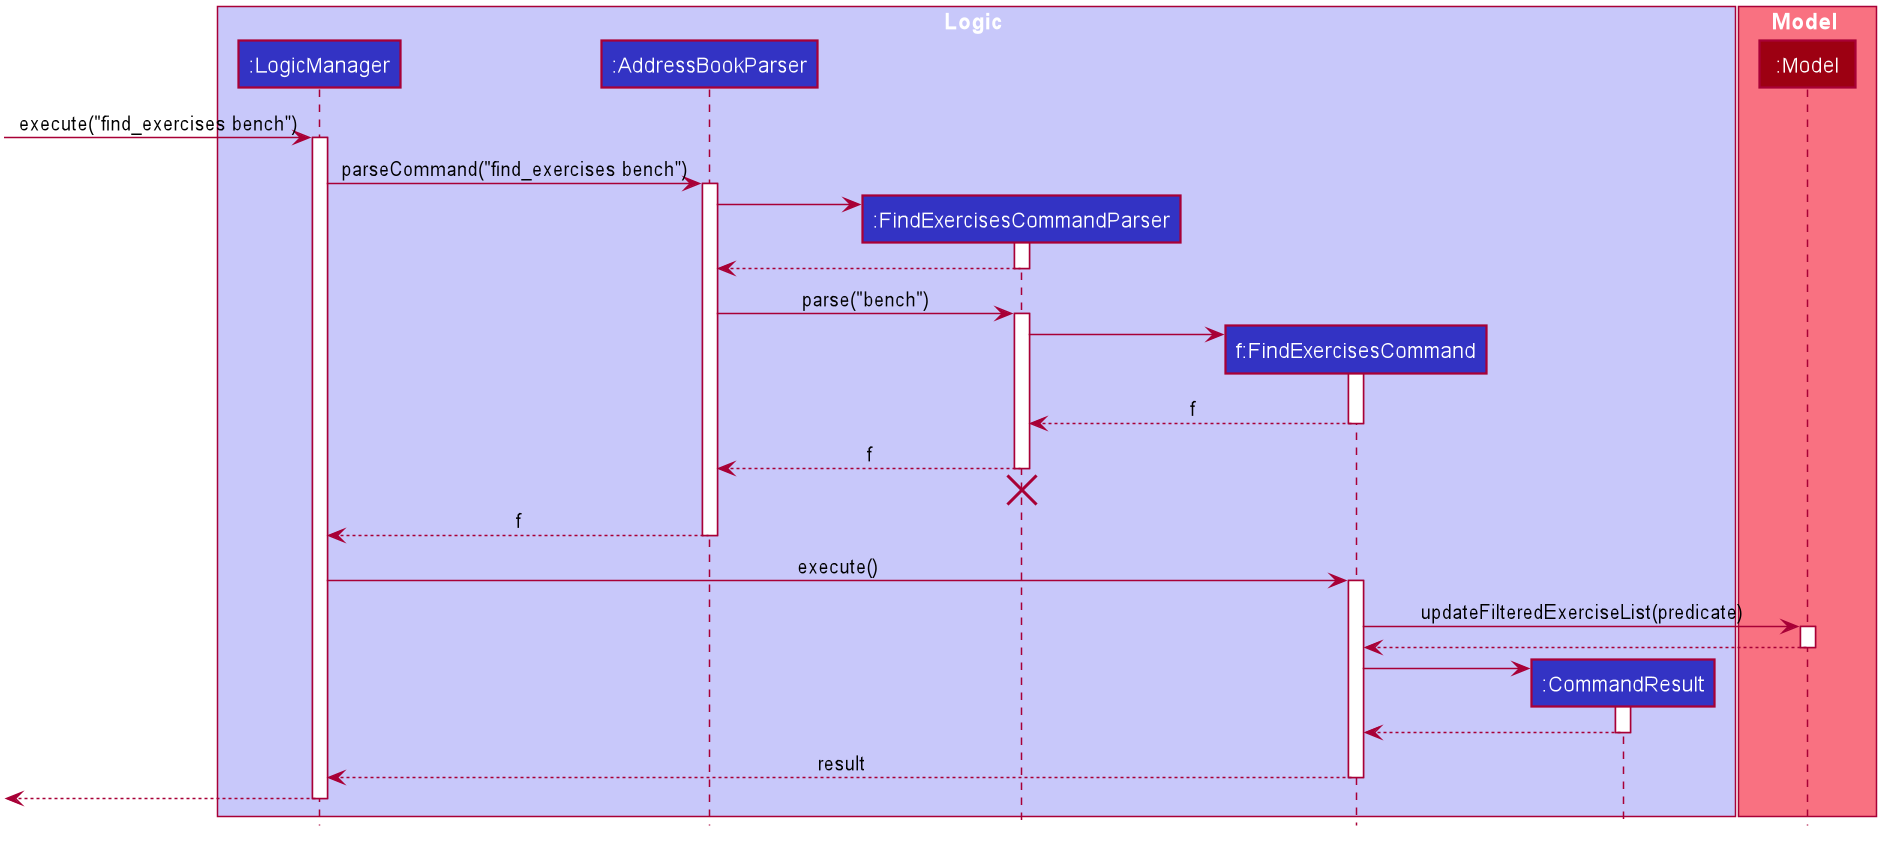 Logic
Model
:LogicManager
:AddressBookParser
:Model
execute("find_exercises bench")
parseCommand("find_exercises bench")
:FindExercisesCommandParser
parse("bench")
f:FindExercisesCommand
f
f
f
execute()
updateFilteredExerciseList(predicate)
:CommandResult
result